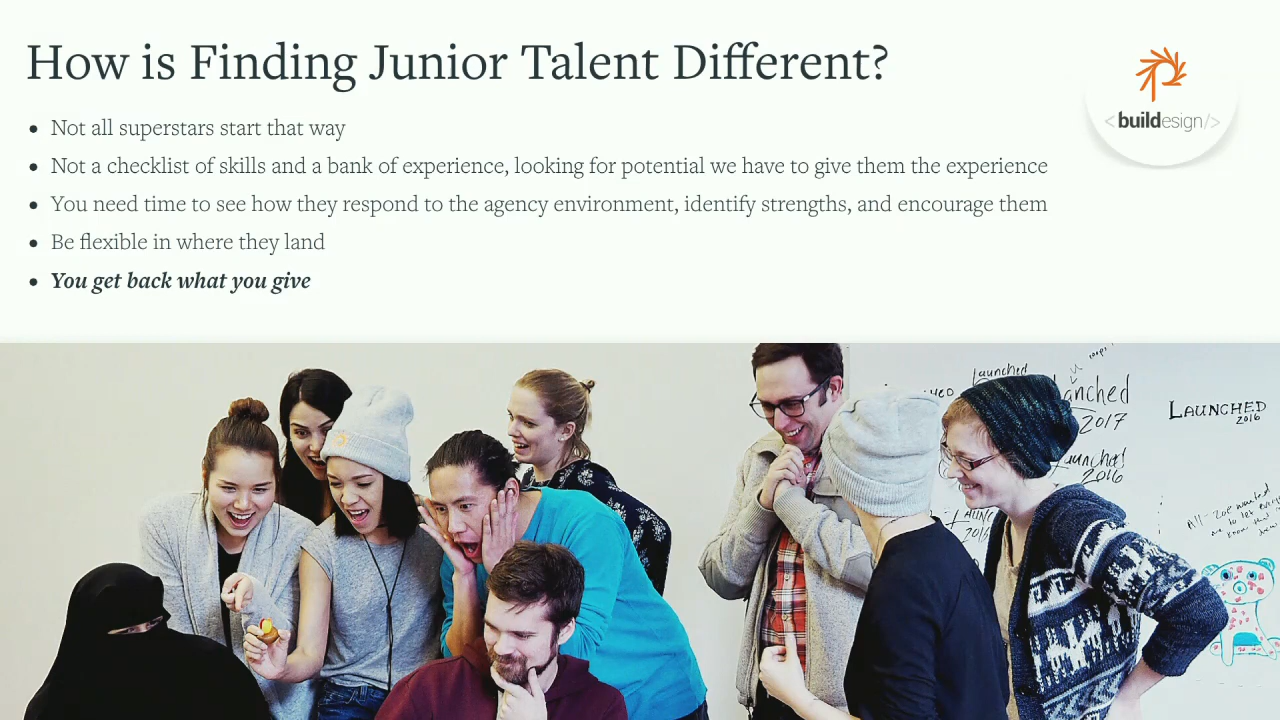 How is Finding Junior Talent Different?
<buildesign/>
Not all superstars start that way
Not a checklist of skills and a bank of experience, looking for potential we have to give them the experience
You need time to see how they respond to the agency environment, identify strengths, and encourage them
Be flexible in where they land
You get back what you give
Launched
anched
2017
LAUNCHED
2016
Launched
2016